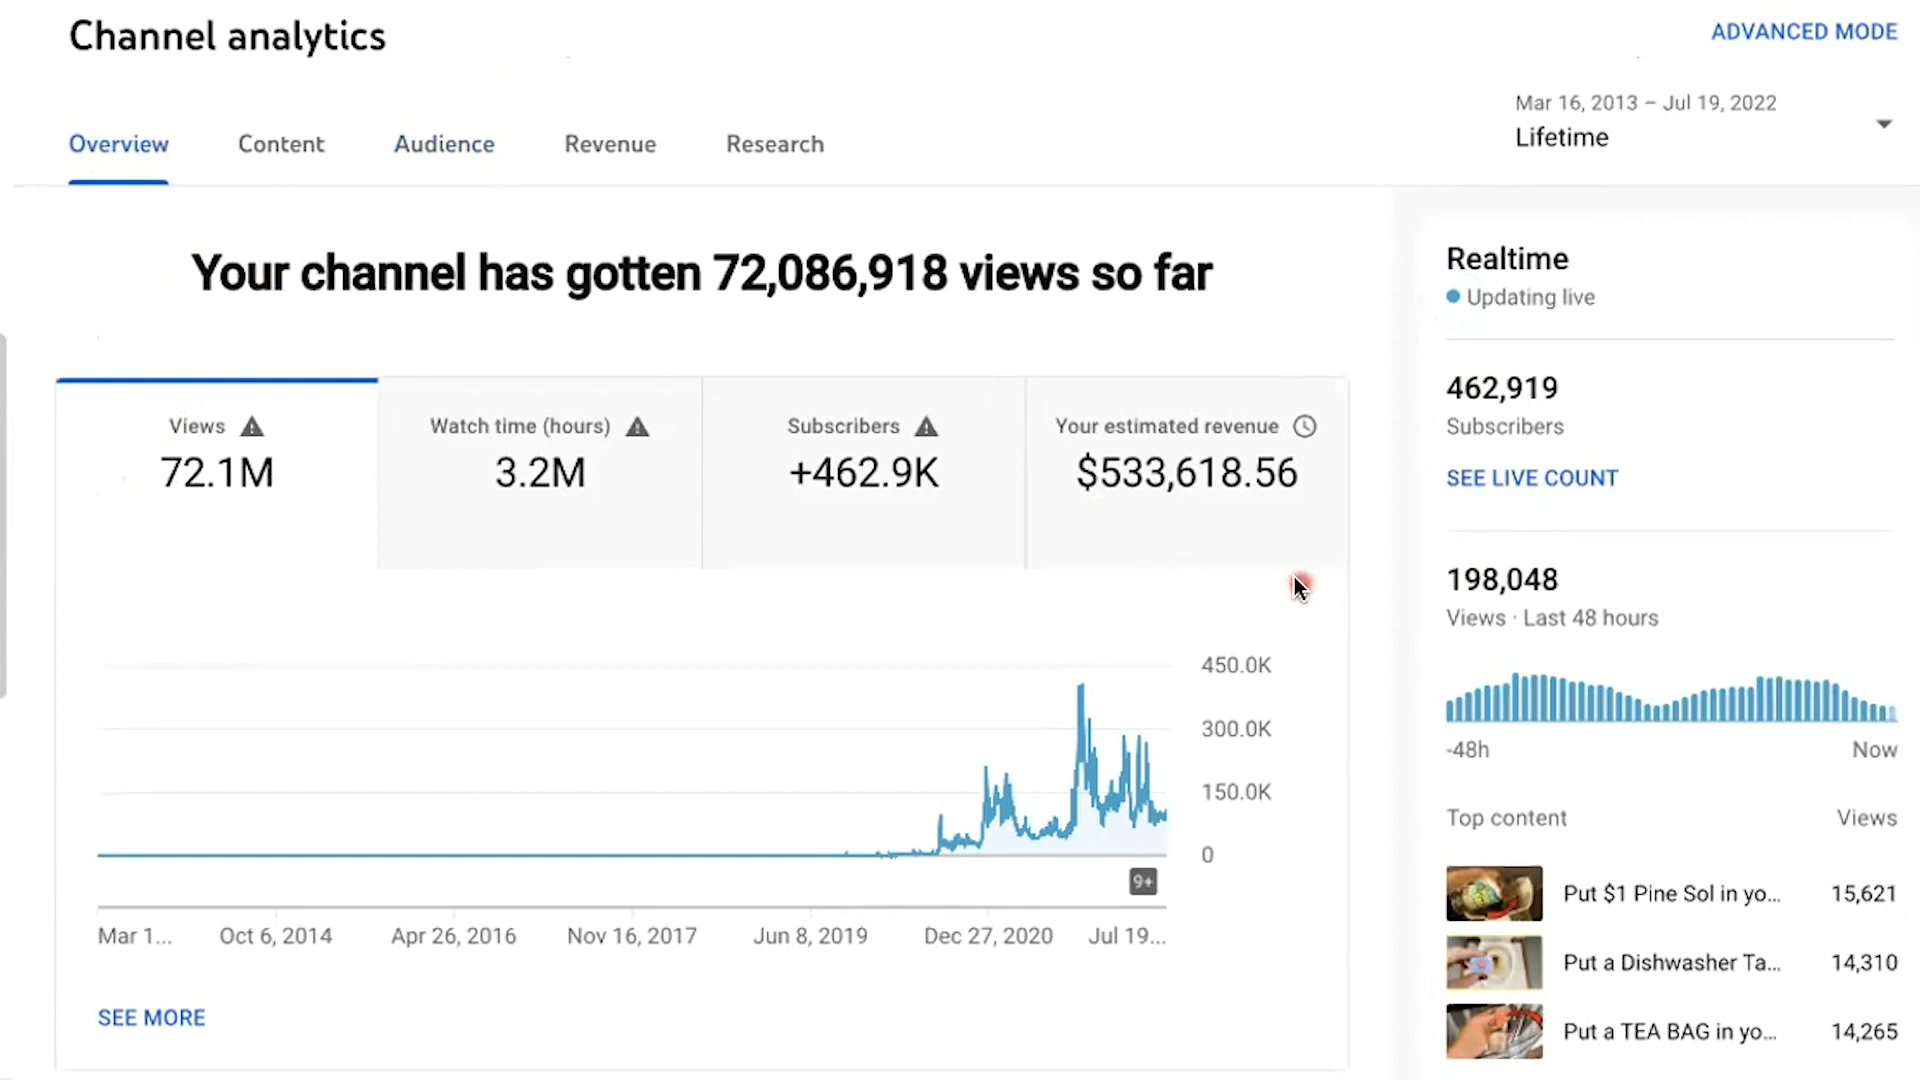 Channel analytics
ADVANCED MODE
Mar 16, 2013 – Jul 19, 2022
Lifetime
Overview Content Audience Revenue Research
Your channel has gotten 72,086,918 views so far
Views
72.1M
Watch time (hours)
3.2M
Subscribers
+462.9K
Your estimated revenue
$533,618.56
450.0K
300.0K
150.0K
0
9+
Mar 1... Oct 6, 2014 Apr 26, 2016 Nov 16, 2017 Jun 8, 2019 Dec 27, 2020 Jul 19...
SEE MORE
Realtime
Updating live
462,919
Subscribers
SEE LIVE COUNT
198,048
Views · Last 48 hours
-48h Now
Top content Views
Put $1 Pine Sol in yo... 15,621
Put a Dishwasher Ta... 14,310
Put a TEA BAG in yo... 14,265